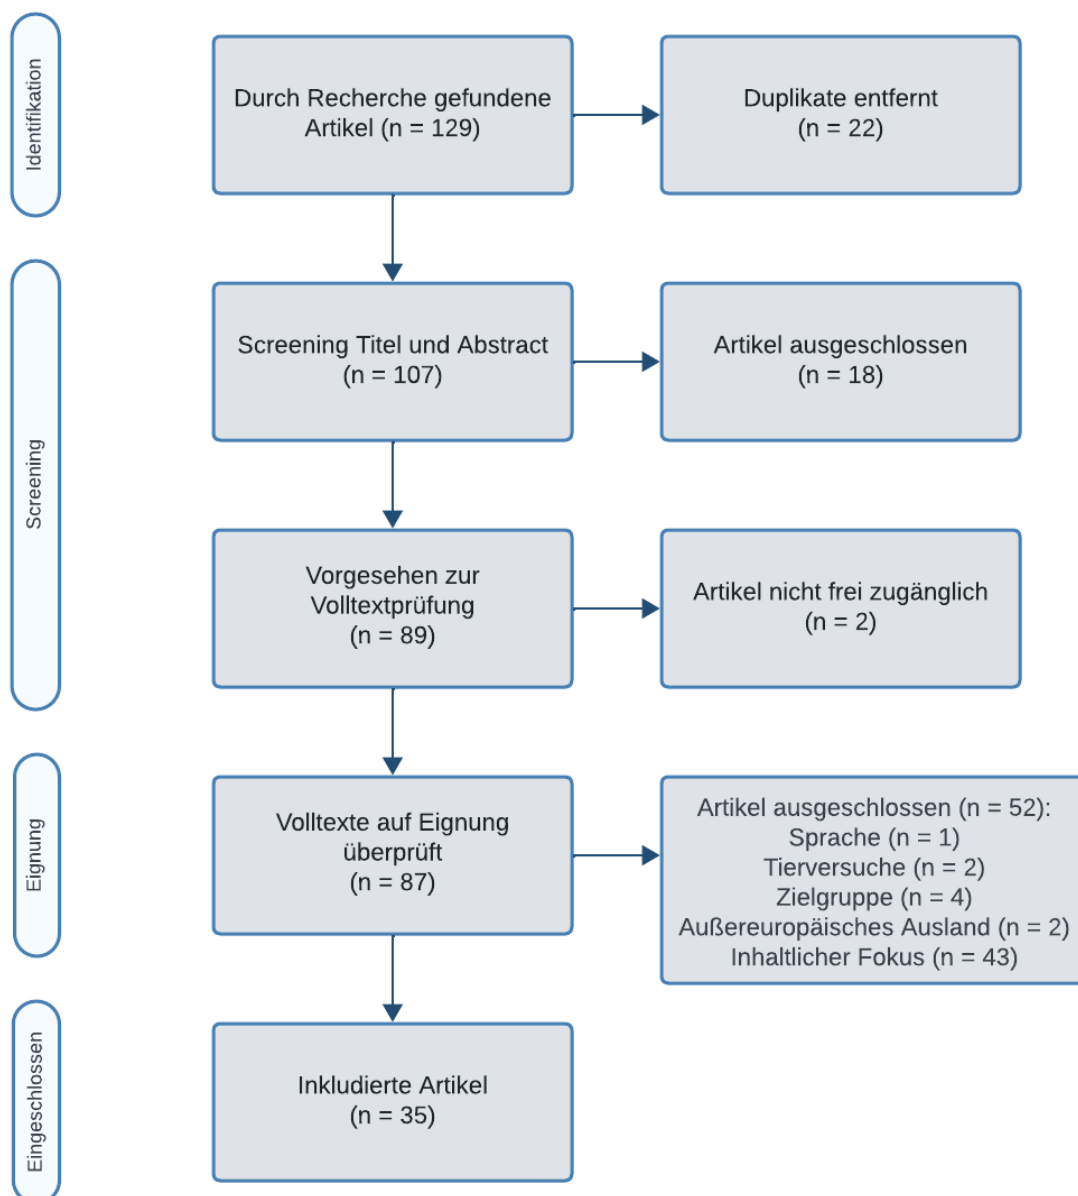 Identifikation
Durch Recherche gefundene
Artikel (n = 129)
Duplikate entfernt
(n = 22)
Screening
Screening Titel und Abstract
(n = 107)
Artikel ausgeschlossen
(n = 18)
Vorgesehen zur
Volltextprüfung
(n = 89)
Artikel nicht frei zugänglich
(n = 2)
Eignung
Volltexte auf Eignung
überprüft
(n = 87)
Artikel ausgeschlossen (n = 52):
Sprache (n = 1)
Tierversuche (n = 2)
Zielgruppe (n = 4)
Außereuropäisches Ausland (n = 2)
Inhaltlicher Fokus (n = 43)
Eingeschlossen
Inkludierte Artikel
(n = 35)